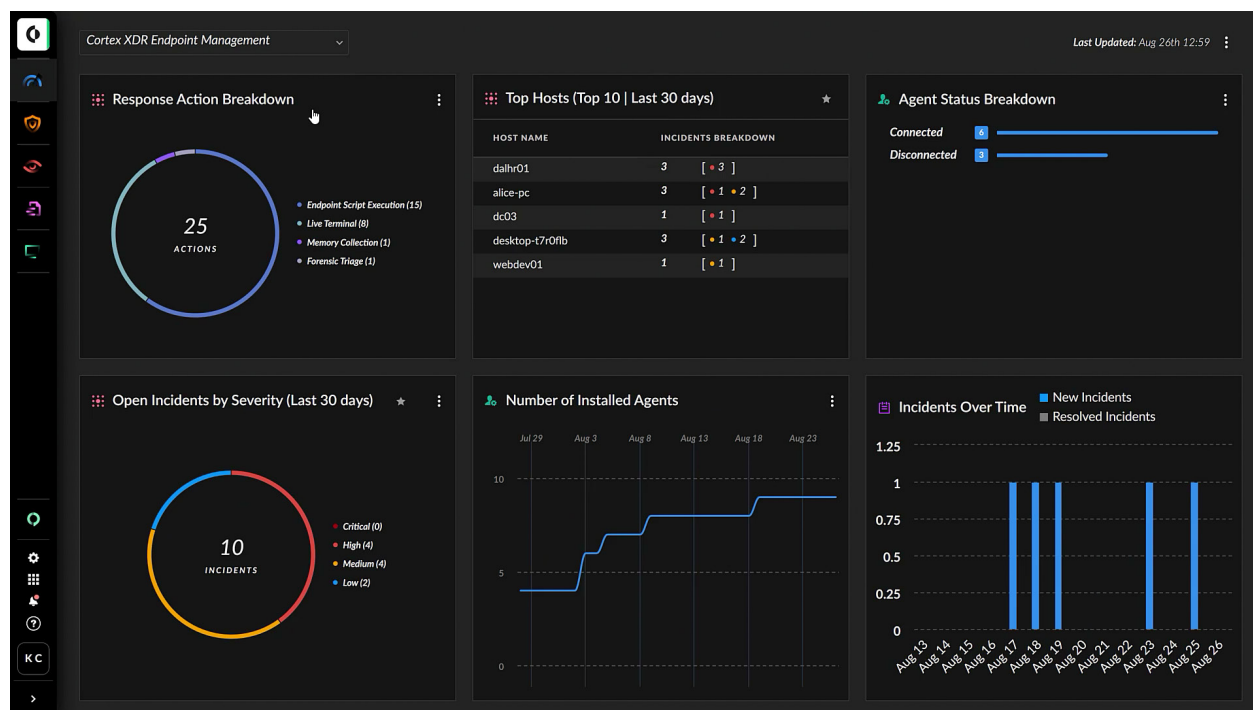 Cortex XDR Endpoint Management
Last Updated: Aug 26th 12:59
Response Action Breakdown
25
ACTIONS
Endpoint Script Execution (15)
Live Terminal (8)
Memory Collection (1)
Forensic Triage (1)
Top Hosts (Top 10 | Last 30 days)
HOST NAME INCIDENTS BREAKDOWN
dalhr01 3 [ • 3 ]
alice-pc 3 [ • 1 • 2 ]
dc03 1 [ • 1 ]
desktop-t7r0flb 3 [ • 1 • 2 ]
webdev01 1 [ • 1 ]
Agent Status Breakdown
Connected 6
Disconnected 3
Open Incidents by Severity (Last 30 days)
10
INCIDENTS
Critical (0)
High (4)
Medium (4)
Low (2)
Number of Installed Agents
Jul 29 Aug 3 Aug 8 Aug 13 Aug 18 Aug 23
10
5
0
Incidents Over Time
New Incidents
Resolved Incidents
1.25
1
0.75
0.5
0.25
0
Aug 13 Aug 14 Aug 15 Aug 16 Aug 17 Aug 18 Aug 19 Aug 20 Aug 21 Aug 22 Aug 23 Aug 24 Aug 25 Aug 26
KC